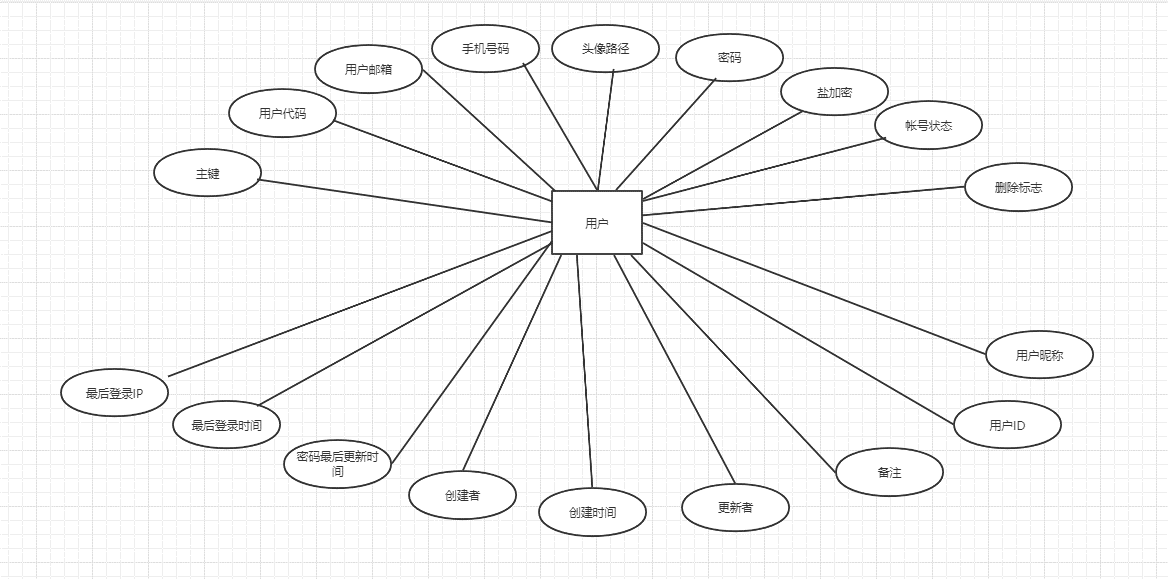 手机号码
头像路径
密码
用户邮箱
盐加密
用户代码
帐号状态
主键
删除标志
用户
用户昵称
最后登录IP
最后登录时间
用户ID
密码最后更新时
间
备注
创建者
创建时间
更新者